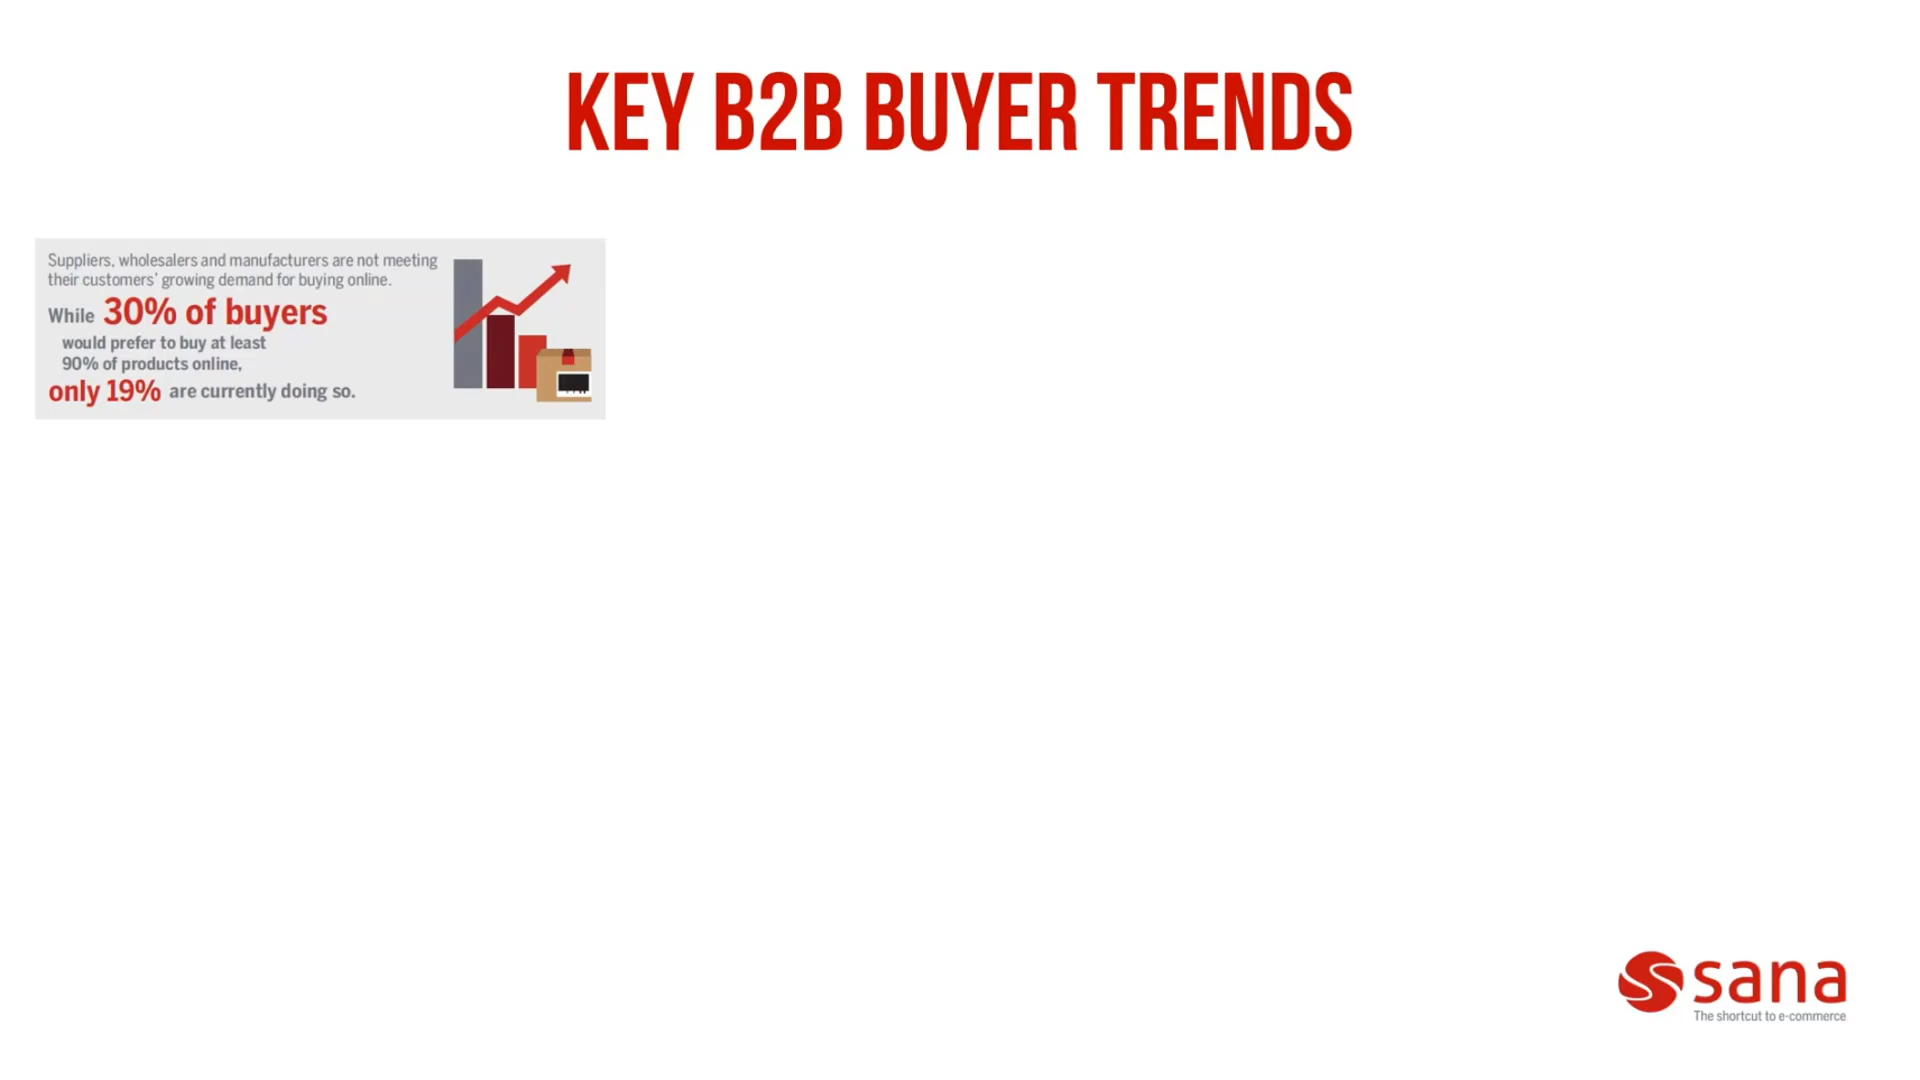 KEY B2B BUYER TRENDS
Suppliers, wholesalers and manufacturers are not meeting
their customers' growing demand for buying online.
While 30% of buyers
would prefer to buy at least
90% of products online,
only 19% are currently doing so.
sana
The shortcut to e-commerce